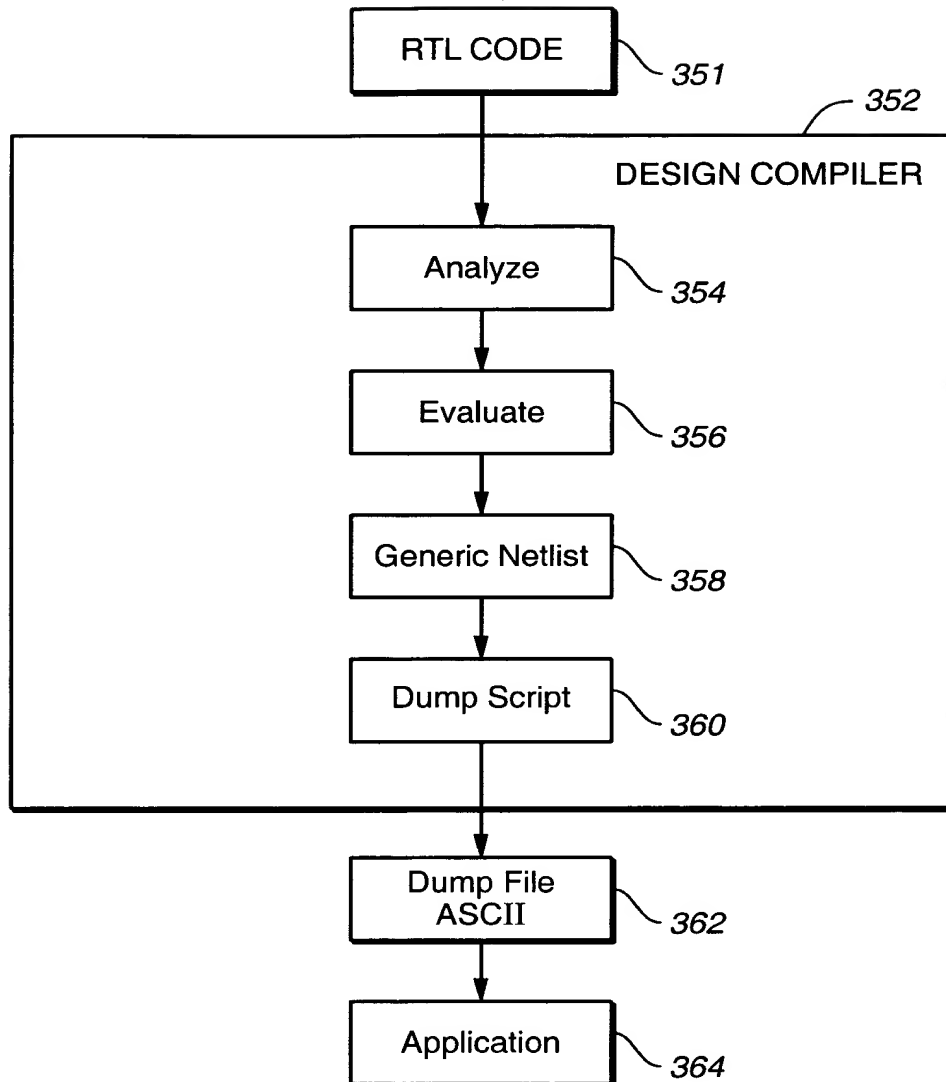 RTL CODE
351
352
DESIGN COMPILER
Analyze
354
Evaluate
356
Generic Netlist
358
Dump Script
360
Dump File
ASCII
362
Application
364